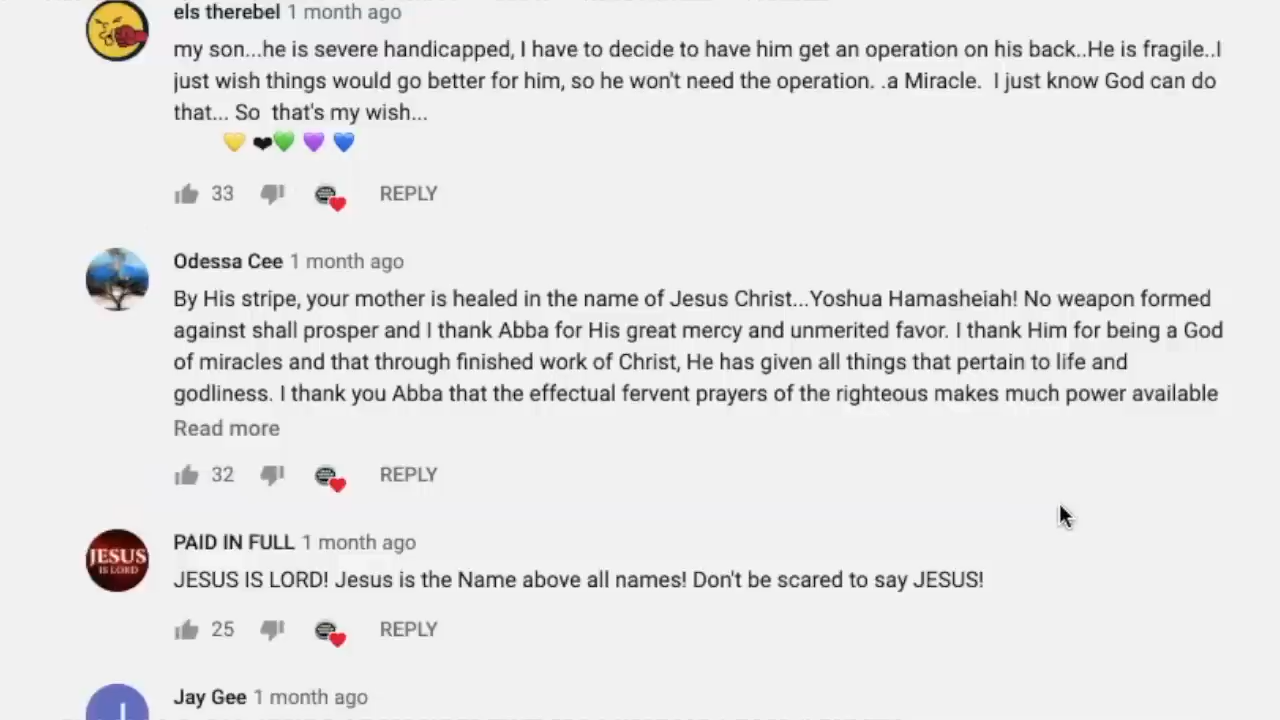 els therebel 1 month ago
my son...he is severe handicapped, I have to decide to have him get an operation on his back..He is fragile..I
just wish things would go better for him, so he won't need the operation. .a Miracle.  I just know God can do
that... So  that's my wish...
💛 ❤💚 💜 💙
33 REPLY
Odessa Cee 1 month ago
By His stripe, your mother is healed in the name of Jesus Christ...Yoshua Hamasheiah! No weapon formed
against shall prosper and I thank Abba for His great mercy and unmerited favor. I thank Him for being a God
of miracles and that through finished work of Christ, He has given all things that pertain to life and
godliness. I thank you Abba that the effectual fervent prayers of the righteous makes much power available
Read more
32 REPLY
JESUS
IS LORD
PAID IN FULL 1 month ago
JESUS IS LORD! Jesus is the Name above all names! Don't be scared to say JESUS!
25 REPLY
J
Jay Gee 1 month ago